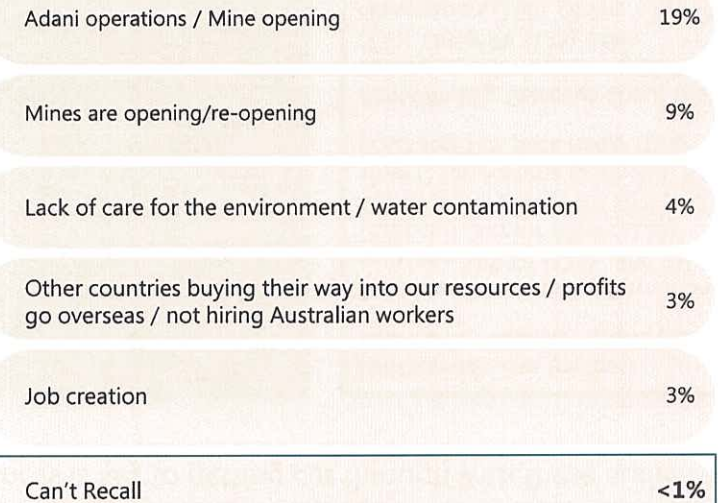 Adani operations / Mine opening 19%
Mines are opening/re-opening 9%
Lack of care for the environment / water contamination 4%
Other countries buying their way into our resources / profits
go overseas / not hiring Australian workers 3%
Job creation 3%
Can't Recall <1%